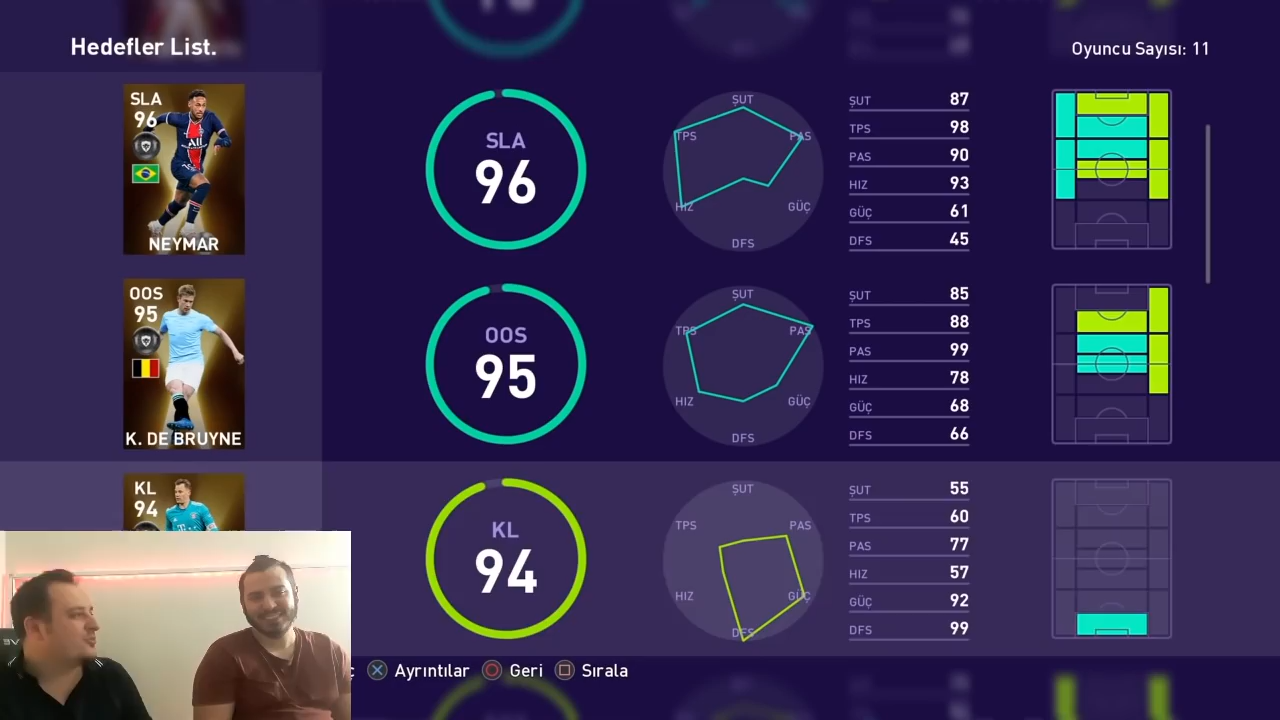 Hedefler List.
Oyuncu Sayısı: 11
SLA
96
NEYMAR
SLA
96
ŞUT
PAS
GÜÇ
DFS
HIZ
TPS
ŞUT 87
TPS 98
PAS 90
HIZ 93
GÜÇ 61
DFS 45
OOS
95
K. DE BRUYNE
OOS
95
ŞUT
PAS
GÜÇ
DFS
HIZ
TPS
ŞUT 85
TPS 88
PAS 99
HIZ 78
GÜÇ 68
DFS 66
KL
94
KL
94
ŞUT
PAS
GÜÇ
DFS
HIZ
TPS
ŞUT 55
TPS 60
PAS 77
HIZ 57
GÜÇ 92
DFS 99
Ayrıntılar Geri Sırala